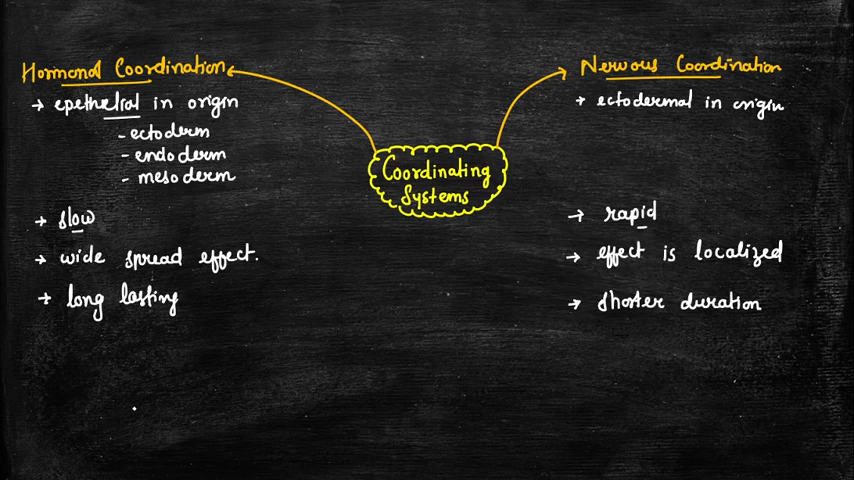 Hormonal Coordination
→ epethelial in origin
- ectoderm
- endoderm
- mesoderm
→ slow
→ wide spread effect.
→ long lasting
Coordinating
Systems
Nervous Coordination
→ ectodermal in origin
→ rapid
→ effect is localized
→ shorter duration